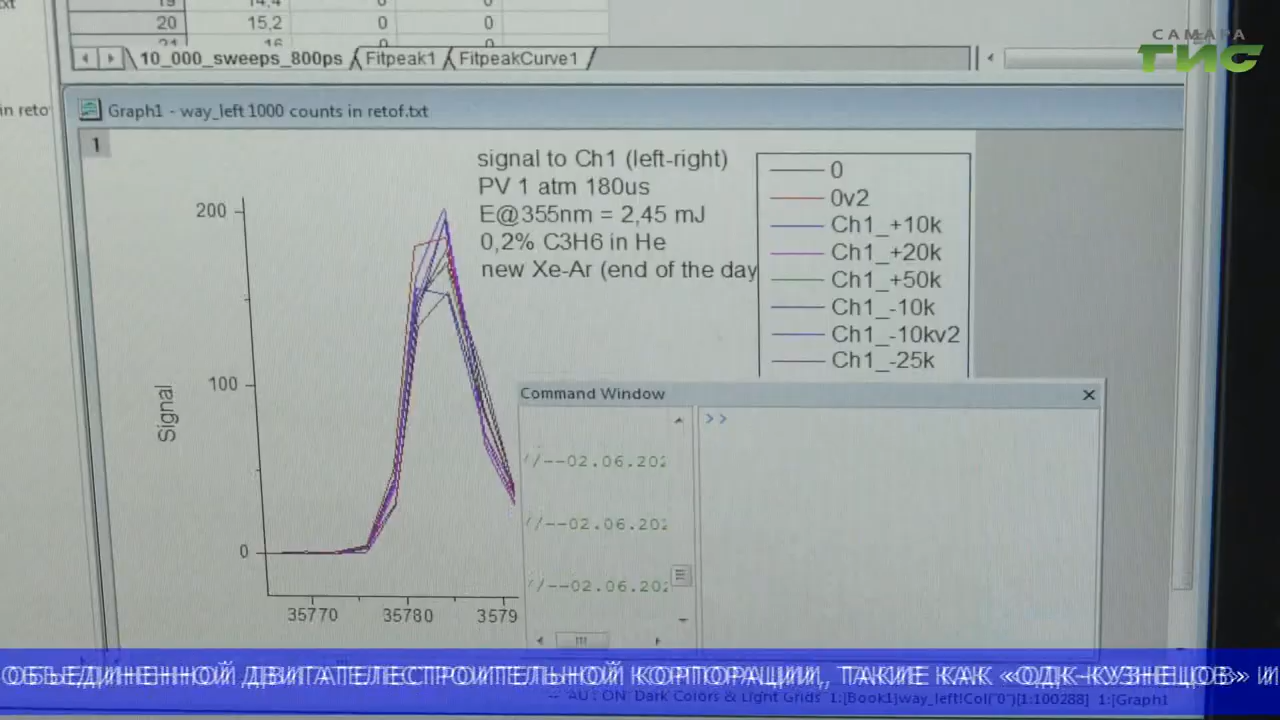 20 15,2 0 0
10_000_sweeps_800ps Fitpeak1 FitpeakCurve1
САМАРА
ГИС
in reto
Graph1 - way_left 1000 counts in retof.txt
1
signal to Ch1 (left-right)
PV 1 atm 180us
E@355nm = 2,45 mJ
0,2% C3H6 in He
new Xe-Ar (end of the day
0
0v2
Ch1_+10k
Ch1_+20k
Ch1_+50k
Ch1_-10k
Ch1_-10kv2
Ch1_-25k
200
100
0
Signal
35770 35780 3579
Command Window
>>
//--02.06.202
//--02.06.202
//--02.06.202
ОБЪЕДИНЕННОЙ ДВИГАТЕЛЕСТРОИТЕЛЬНОЙ КОРПОРАЦИИ, ТАКИЕ КАК «ОДК-КУЗНЕЦОВ» И
AU: ON Dark Colors & Light Grids 1:[Book1]way_left!Col("0")[1:100288] 1:[Graph1